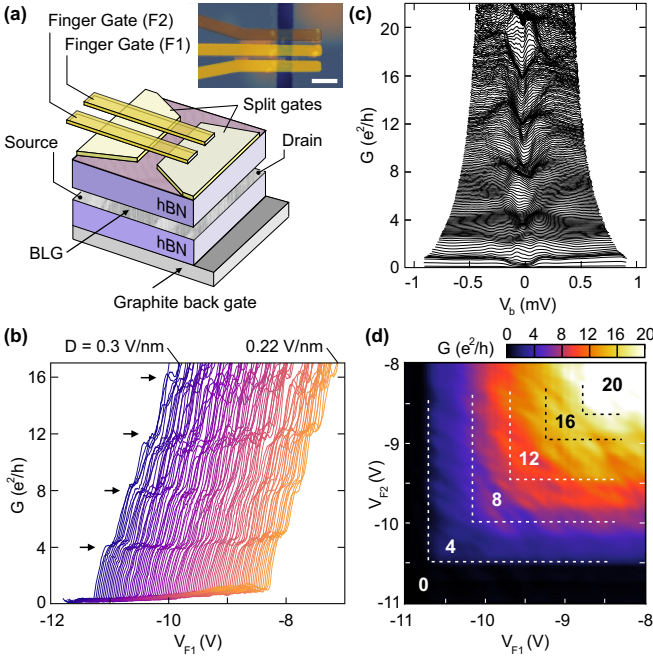 (a)
Finger Gate (F2)
Finger Gate (F1)
Split gates
Source
Drain
hBN
hBN
BLG
Graphite back gate
(b)
D = 0.3 V/nm
0.22 V/nm
G (e²/h)
16
12
8
4
0
-12
-10
-8
V_F1 (V)
(c)
G (e²/h)
20
16
12
8
4
0
-1
-0.5
0
0.5
1
V_b (mV)
(d)
G (e²/h)
0 4 8 12 16 20
V_F2 (V)
-8
-9
-10
-11
20
16
12
8
4
0
-11
-10
-9
-8
V_F1 (V)